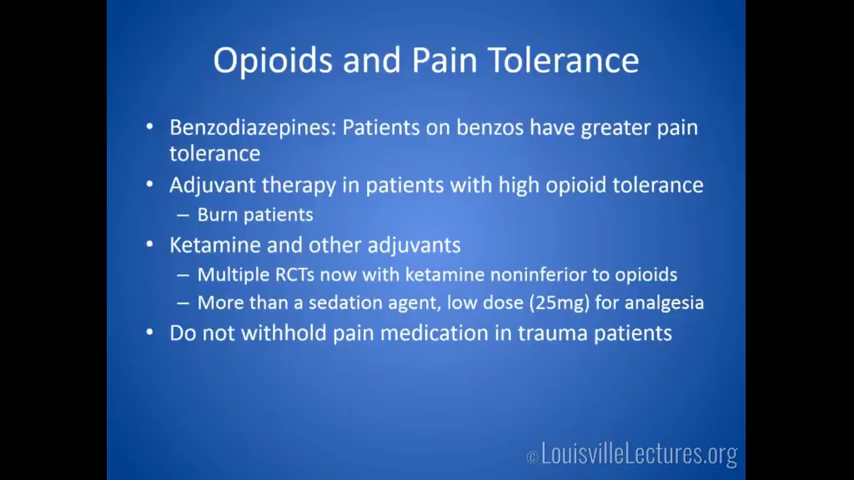 Opioids and Pain Tolerance
• Benzodiazepines: Patients on benzos have greater pain
tolerance
• Adjuvant therapy in patients with high opioid tolerance
– Burn patients
• Ketamine and other adjuvants
– Multiple RCTs now with ketamine noninferior to opioids
– More than a sedation agent, low dose (25mg) for analgesia
• Do not withhold pain medication in trauma patients
© LouisvilleLectures.org